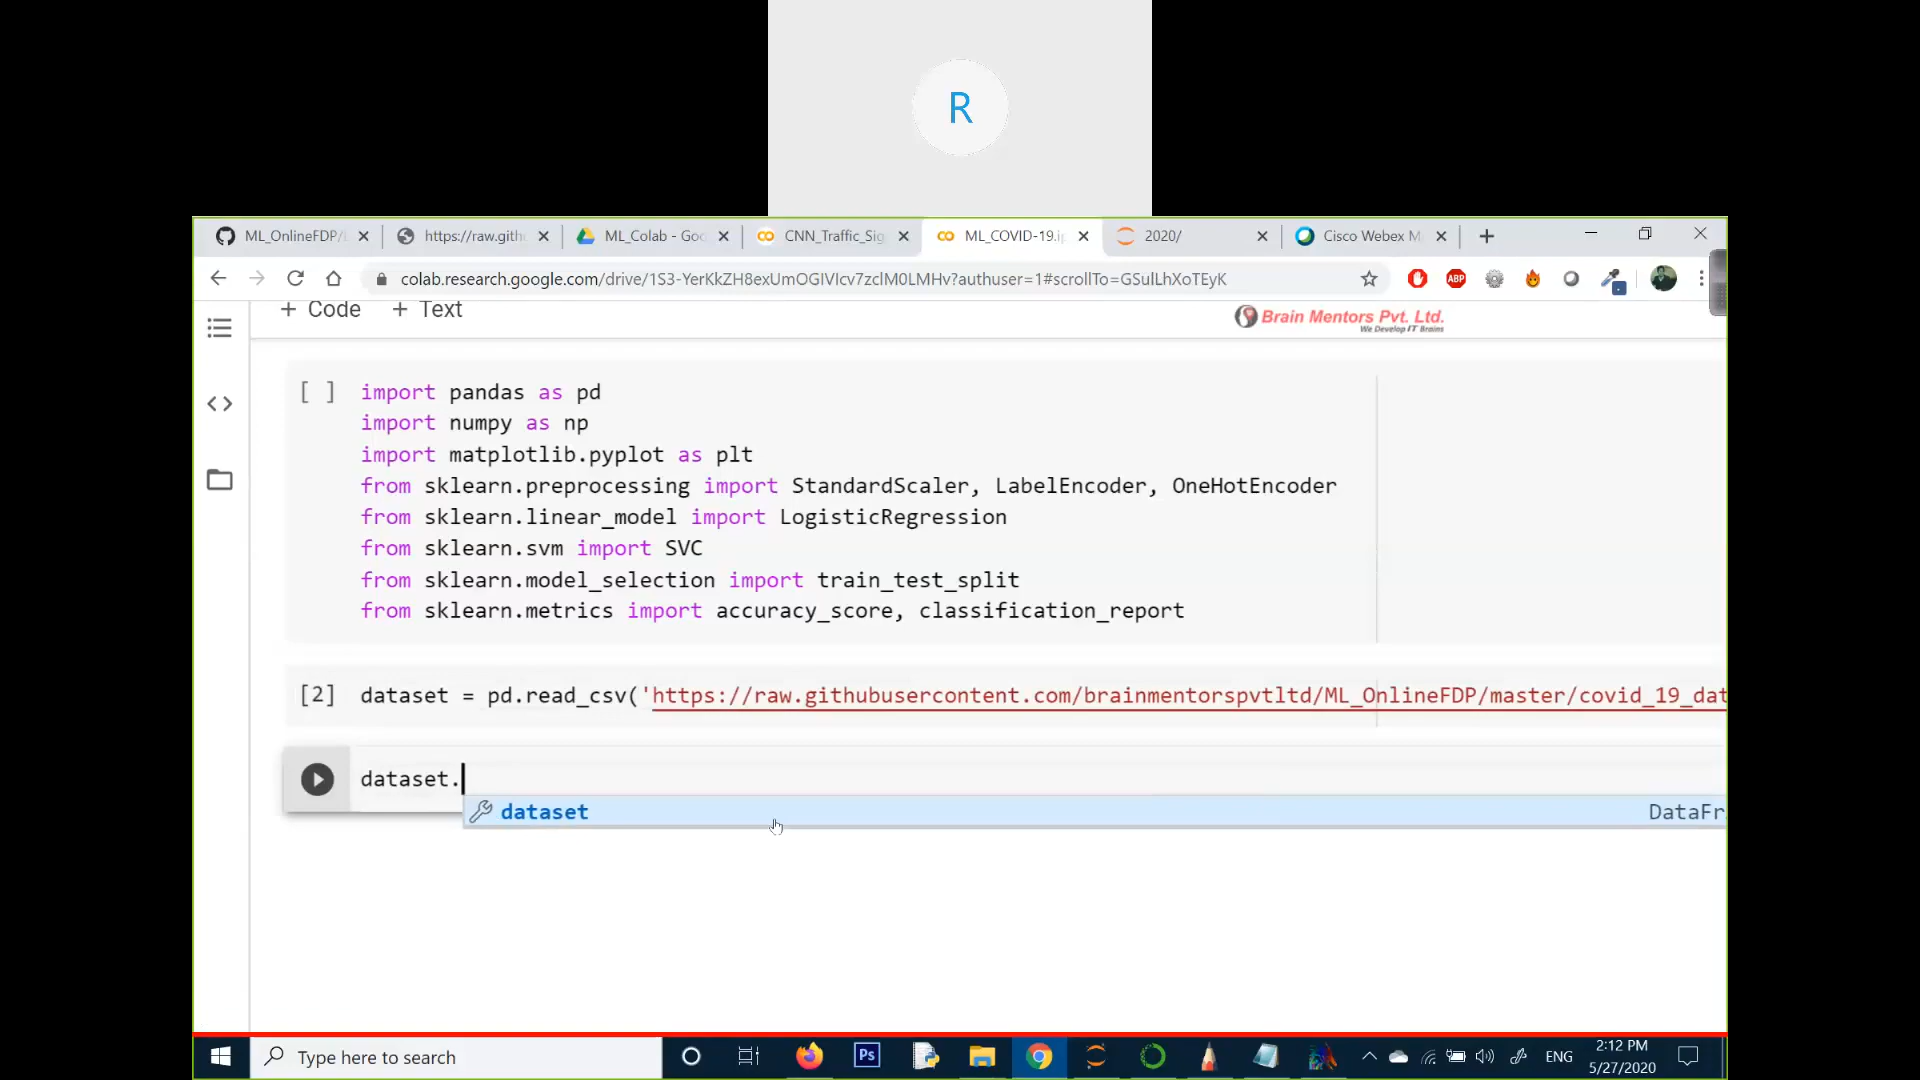 R
ML_OnlineFDP/
https://raw.gith
ML_Colab - Goo
CNN_Traffic_Sig
ML_COVID-19.i
2020/
Cisco Webex M
colab.research.google.com/drive/1S3-YerKkZH8exUmOGIVIcv7zclM0LMHv?authuser=1#scrollTo=GSulLhXoTEyK
ABP
+ Code + Text
Brain Mentors Pvt. Ltd.
We Develop IT Brains
[ ] import pandas as pd
import numpy as np
import matplotlib.pyplot as plt
from sklearn.preprocessing import StandardScaler, LabelEncoder, OneHotEncoder
from sklearn.linear_model import LogisticRegression
from sklearn.svm import SVC
from sklearn.model_selection import train_test_split
from sklearn.metrics import accuracy_score, classification_report
[2] dataset = pd.read_csv('https://raw.githubusercontent.com/brainmentorspvtltd/ML_OnlineFDP/master/covid_19_dat
dataset.
dataset DataFr
Type here to search
Ps
ENG
2:12 PM
5/27/2020